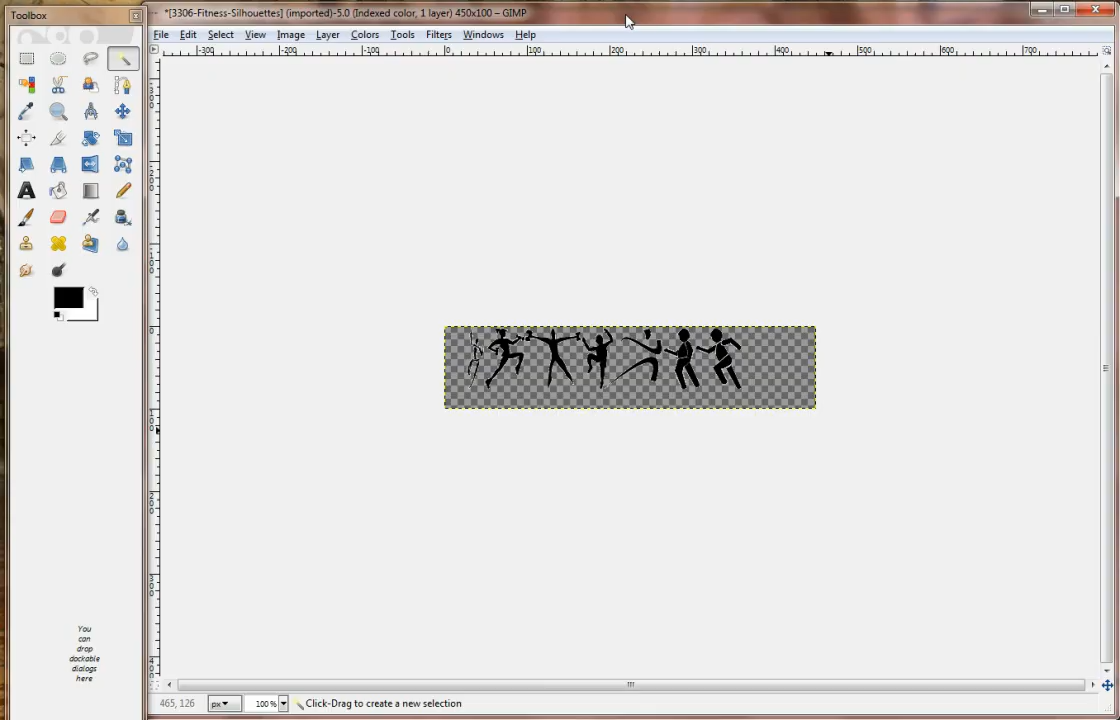 Toolbox
*[3306-Fitness-Silhouettes] (imported)-5.0 (Indexed color, 1 layer) 450x100 – GIMP
File Edit Select View Image Layer Colors Tools Filters Windows Help
-300 -200 -100 0 100 200 300 400 500 600 700
You
can
drop
dockable
dialogs
here
465, 126 px 100 % Click-Drag to create a new selection